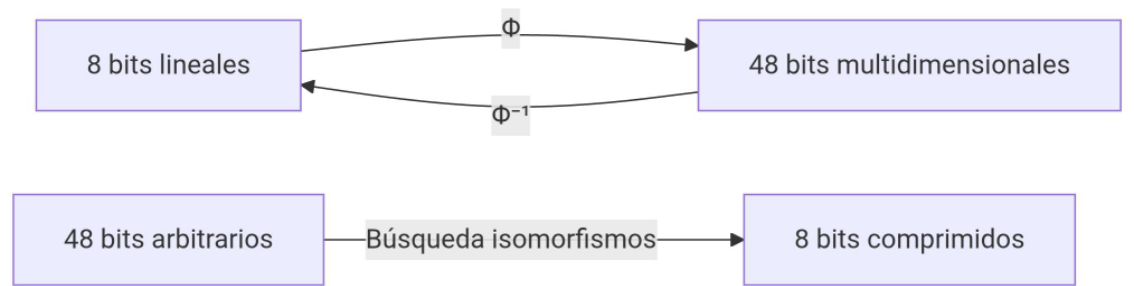 8 bits lineales
Φ
48 bits multidimensionales
Φ⁻¹
48 bits arbitrarios
Búsqueda isomorfismos
8 bits comprimidos